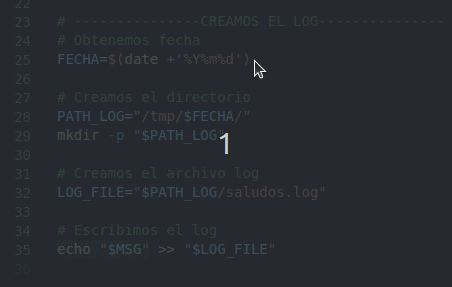 22
23 # ---------------CREAMOS EL LOG---------------
24 # Obtenemos fecha
25 FECHA=$(date +'%Y%m%d')
26
27 # Creamos el directorio
28 PATH_LOG="/tmp/$FECHA/"
29 mkdir -p "$PATH_LOG"
1
30
31 # Creamos el archivo log
32 LOG_FILE="$PATH_LOG/saludos.log"
33
34 # Escribimos el log
35 echo "$MSG" >> "$LOG_FILE"
36